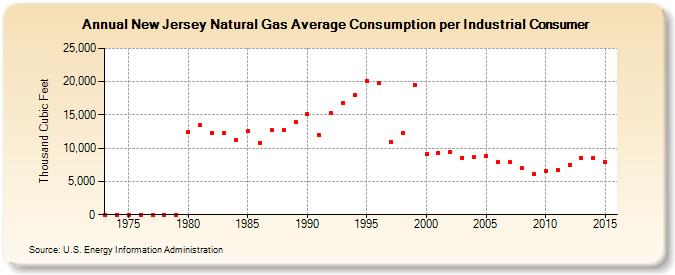 Annual New Jersey Natural Gas Average Consumption per Industrial Consumer
Thousand Cubic Feet
25,000
20,000
15,000
10,000
5,000
0
1975 1980 1985 1990 1995 2000 2005 2010 2015
Source: U.S. Energy Information Administration